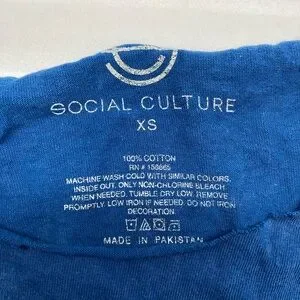 SOCIAL CULTURE
XS
100% COTTON
RN # 156865
MACHINE WASH COLD WITH SIMILAR COLORS.
INSIDE OUT. ONLY NON-CHLORINE BLEACH
WHEN NEEDED. TUMBLE DRY LOW. REMOVE
PROMPTLY. LOW IRON IF NEEDED. DO NOT IRON
DECORATION.
MADE IN PAKISTAN